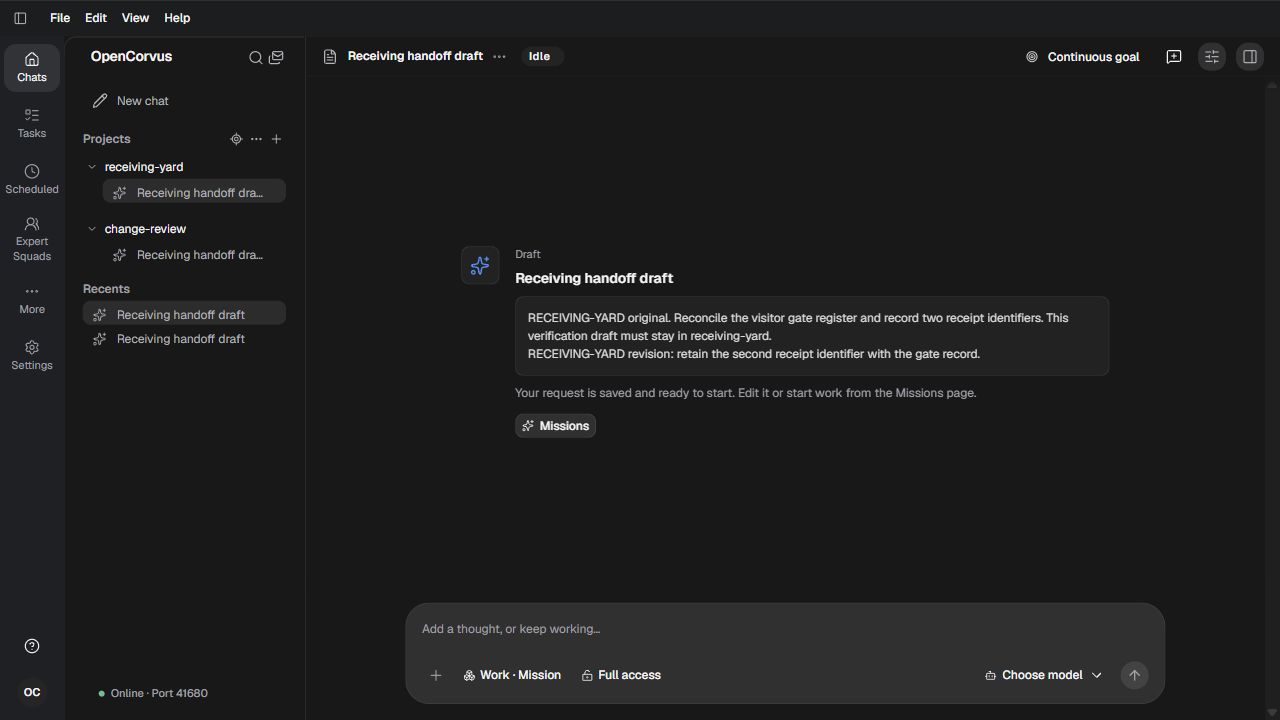 File Edit View Help
Chats
Tasks
Scheduled
Expert
Squads
More
Settings
OC
OpenCorvus
New chat
Projects
receiving-yard
Receiving handoff dra...
change-review
Receiving handoff dra...
Recents
Receiving handoff draft
Receiving handoff draft
Online · Port 41680
Receiving handoff draft ··· Idle
Continuous goal
Draft
Receiving handoff draft
RECEIVING-YARD original. Reconcile the visitor gate register and record two receipt identifiers. This
verification draft must stay in receiving-yard.
RECEIVING-YARD revision: retain the second receipt identifier with the gate record.
Your request is saved and ready to start. Edit it or start work from the Missions page.
Missions
Add a thought, or keep working...
Work · Mission Full access Choose model